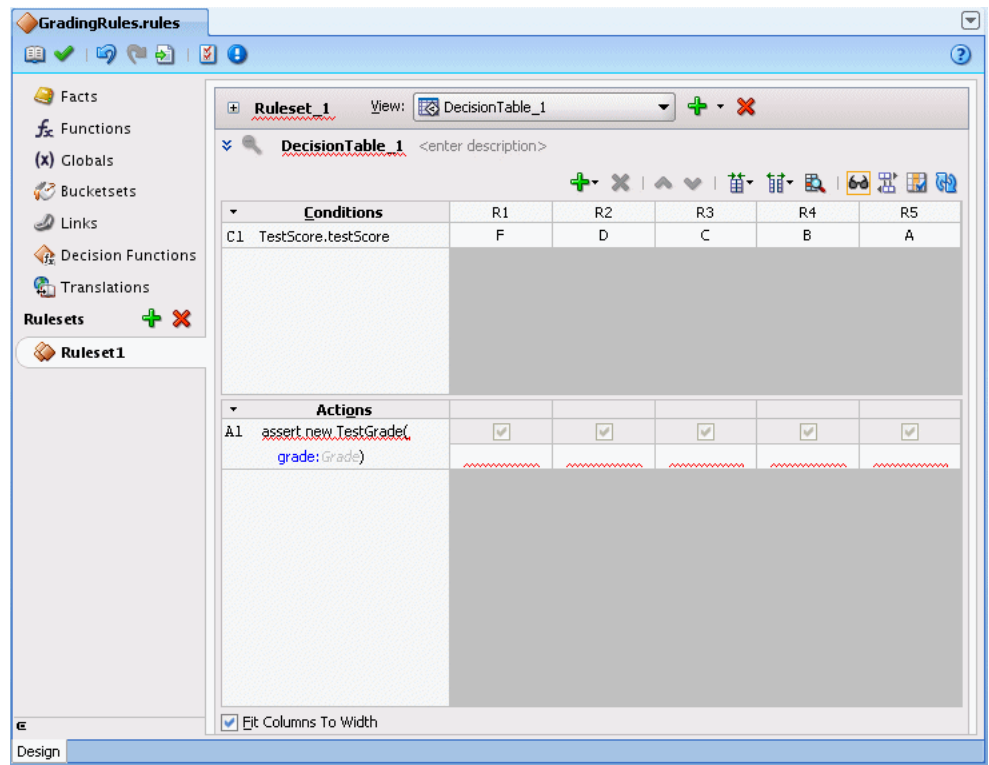 GradingRules.rules
Facts
fx Functions
(x) Globals
Bucketsets
Links
Decision Functions
Translations
Rulesets
Ruleset1
Ruleset_1 View: DecisionTable_1
DecisionTable_1 <enter description>
Conditions R1 R2 R3 R4 R5
C1 TestScore.testScore F D C B A
Actions
A1 assert new TestGrade(
grade:Grade)
Fit Columns To Width
Design